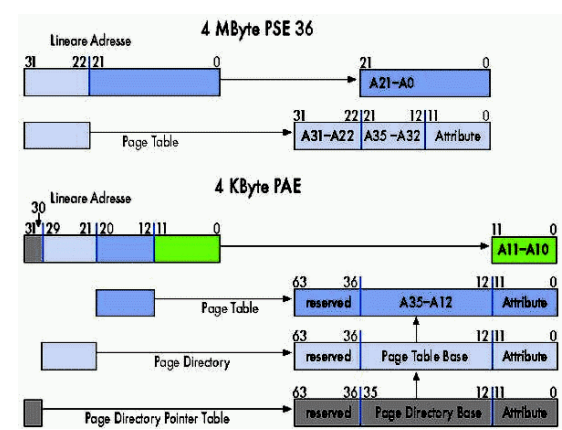 4 MByte PSE 36
Lineare Adresse
31 22 21 0 21 0
A21-A0
31 22 21 12 11 0
Page Table A31-A22 A35-A32 Attribute
4 KByte PAE
Lineare Adresse
30
31 29 21 20 12 11 0 11 0
A11-A10
63 36 12 11 0
Page Table reserved A35-A12 Attribute
63 36 12 11 0
Page Directory reserved Page Table Base Attribute
63 36 35 12 11 0
Page Directory Pointer Table reserved Page Directory Base Attribute